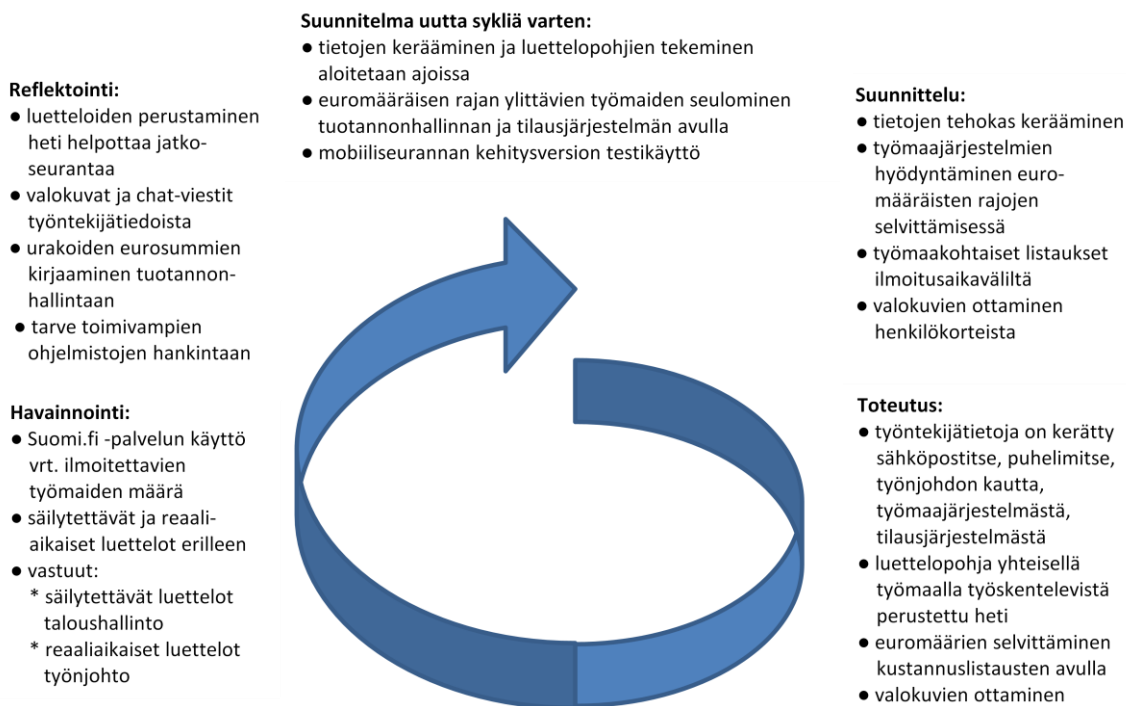 Suunnitelma uutta sykliä varten:
● tietojen kerääminen ja luettelopohjien tekeminen
aloitetaan ajoissa
● euromääräisen rajan ylittävien työmaiden seulominen
tuotannonhallinnan ja tilausjärjestelmän avulla
● mobiiliseurannan kehitysversion testikäyttö
Reflektointi:
● luetteloiden perustaminen
heti helpottaa jatko-
seurantaa
● valokuvat ja chat-viestit
työntekijätiedoista
● urakoiden eurosummien
kirjaaminen tuotannon-
hallintaan
● tarve toimivampien
ohjelmistojen hankintaan
Havainnointi:
● Suomi.fi -palvelun käyttö
vrt. ilmoitettavien
työmaiden määrä
● säilytettävät ja reaali-
aikaiset luettelot erilleen
● vastuut:
* säilytettävät luettelot
taloushallinto
* reaaliaikaiset luettelot
työnjohto
Suunnittelu:
● tietojen tehokas kerääminen
● työmaajärjestelmien
hyödyntäminen euro-
määräisten rajojen
selvittämisessä
● työmaakohtaiset listaukset
ilmoitusaikaväliltä
● valokuvien ottaminen
henkilökorteista
Toteutus:
● työntekijätietoja on kerätty
sähköpostitse, puhelimitse,
työnjohdon kautta,
työmaajärjestelmästä,
tilausjärjestelmästä
● luettelopohja yhteisellä
työmaalla työskentelevistä
perustettu heti
● euromäärien selvittäminen
kustannuslistausten avulla
● valokuvien ottaminen